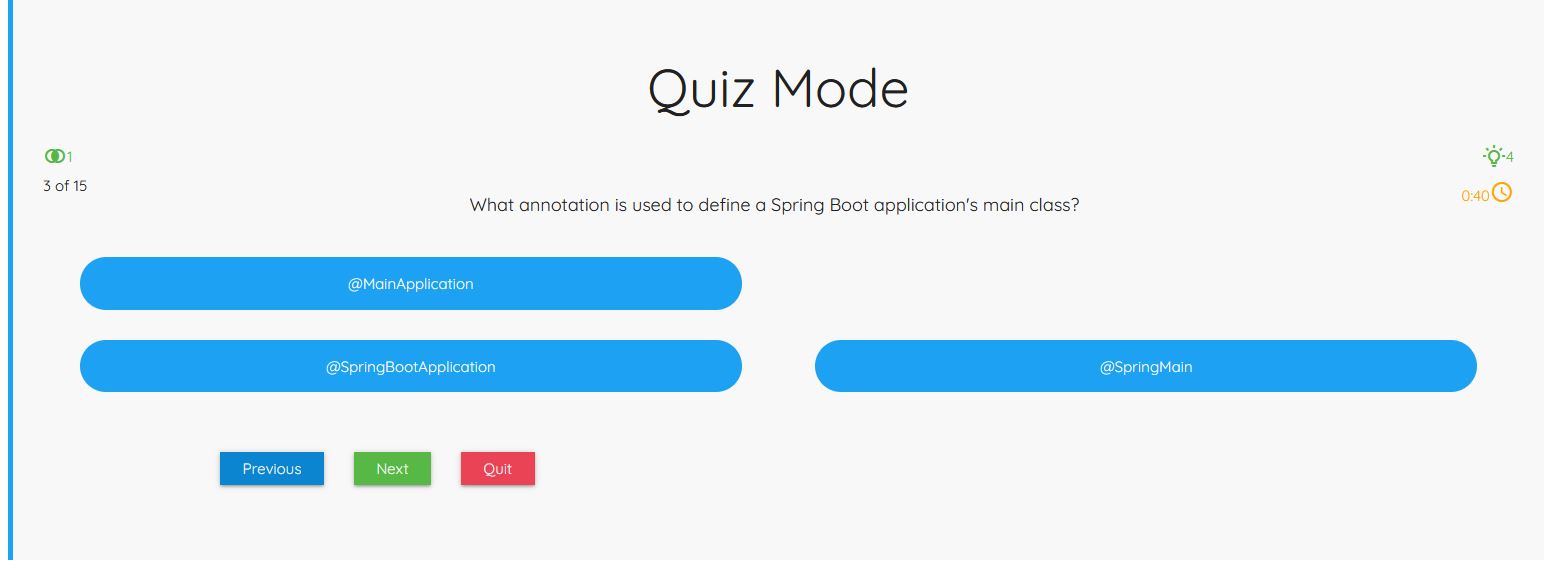 Quiz Mode
1
4
3 of 15
0:40
What annotation is used to define a Spring Boot application's main class?
@MainApplication
@SpringBootApplication
@SpringMain
Previous
Next
Quit